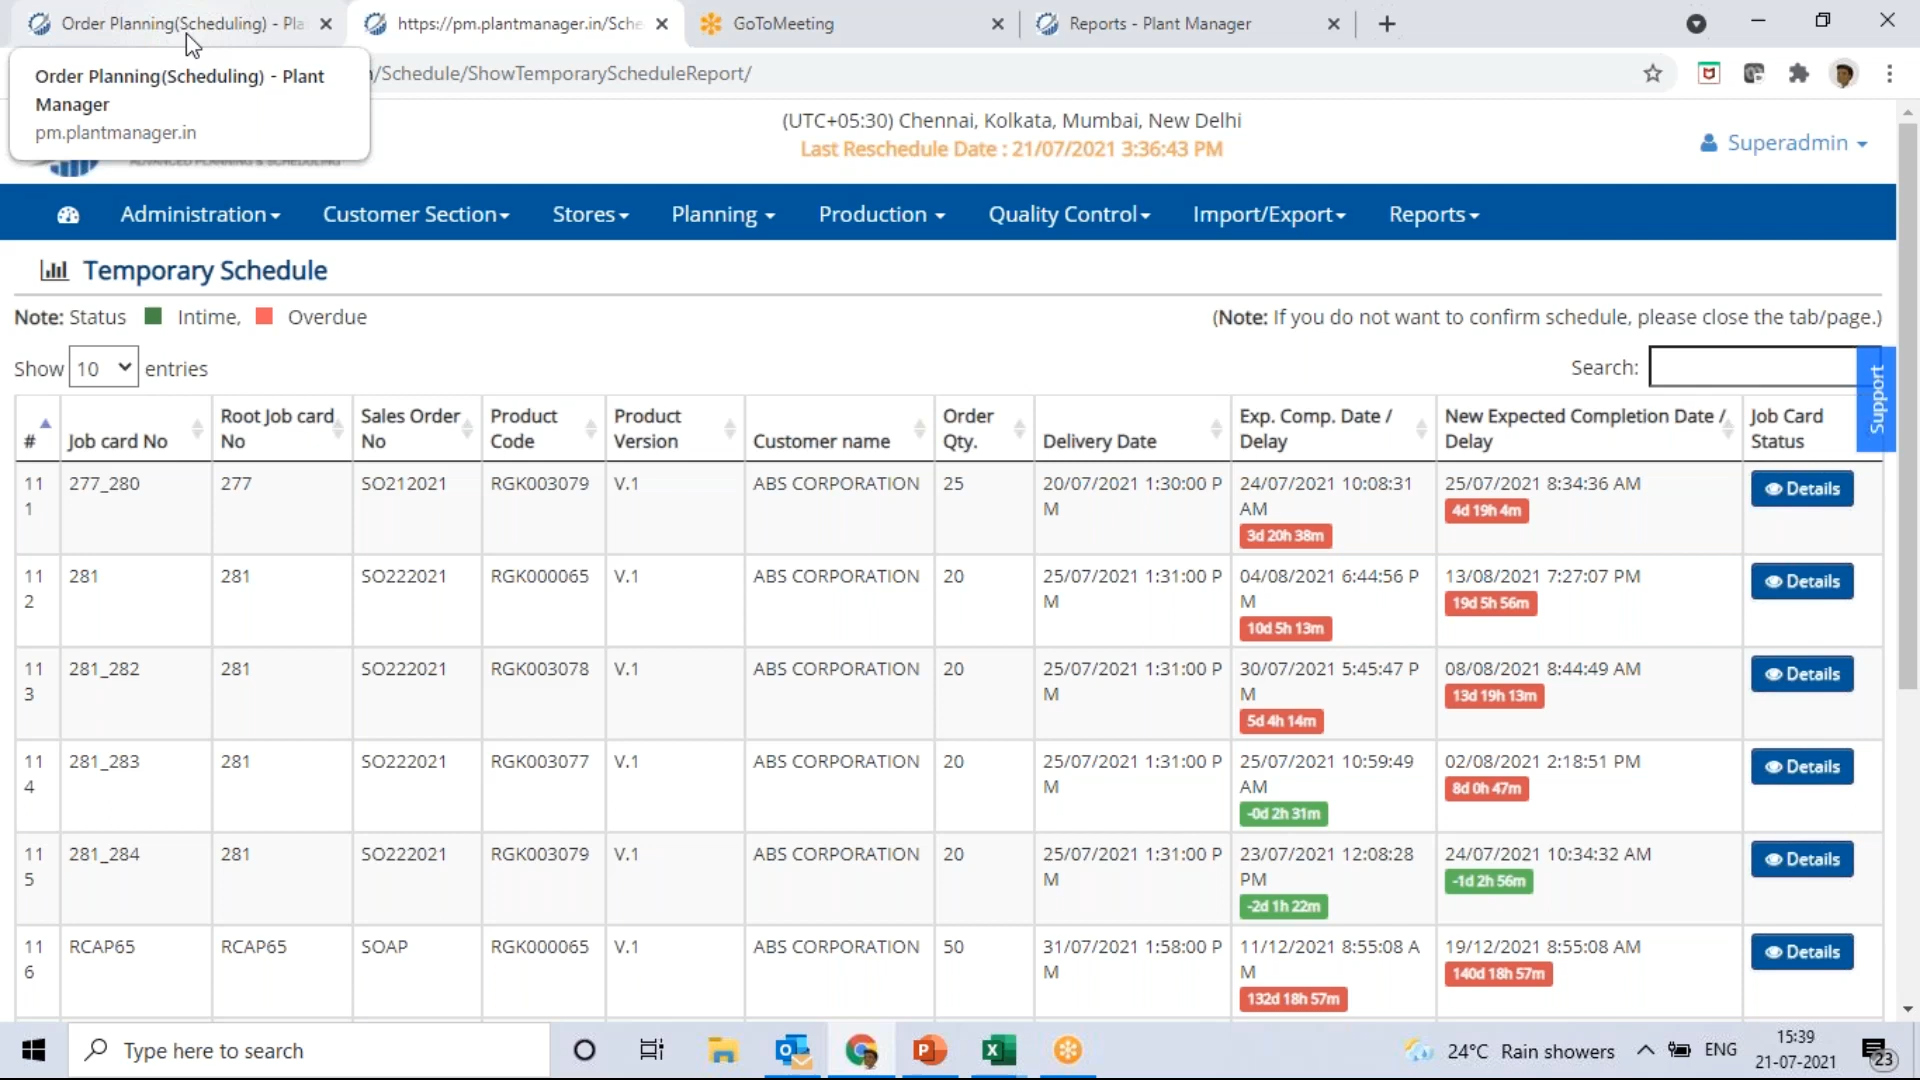 Order Planning(Scheduling) - Pla
https://pm.plantmanager.in/Sche
GoToMeeting
Reports - Plant Manager
Order Planning(Scheduling) - Plant
Manager
pm.plantmanager.in
/Schedule/ShowTemporaryScheduleReport/
(UTC+05:30) Chennai, Kolkata, Mumbai, New Delhi
Last Reschedule Date : 21/07/2021 3:36:43 PM
Superadmin
Administration Customer Section Stores Planning Production Quality Control Import/Export Reports
Temporary Schedule
Note: Status Intime, Overdue
(Note: If you do not want to confirm schedule, please close the tab/page.)
Show 10 entries
Search:
Support
# Job card No Root Job card No Sales Order No Product Code Product Version Customer name Order Qty. Delivery Date Exp. Comp. Date / Delay New Expected Completion Date / Delay Job Card Status
111 277_280 277 SO212021 RGK003079 V.1 ABS CORPORATION 25 20/07/2021 1:30:00 PM 24/07/2021 10:08:31 AM 3d 20h 38m 25/07/2021 8:34:36 AM 4d 19h 4m Details
112 281 281 SO222021 RGK000065 V.1 ABS CORPORATION 20 25/07/2021 1:31:00 PM 04/08/2021 6:44:56 PM 10d 5h 13m 13/08/2021 7:27:07 PM 19d 5h 56m Details
113 281_282 281 SO222021 RGK003078 V.1 ABS CORPORATION 20 25/07/2021 1:31:00 PM 30/07/2021 5:45:47 PM 5d 4h 14m 08/08/2021 8:44:49 AM 13d 19h 13m Details
114 281_283 281 SO222021 RGK003077 V.1 ABS CORPORATION 20 25/07/2021 1:31:00 PM 25/07/2021 10:59:49 AM -0d 2h 31m 02/08/2021 2:18:51 PM 8d 0h 47m Details
115 281_284 281 SO222021 RGK003079 V.1 ABS CORPORATION 20 25/07/2021 1:31:00 PM 23/07/2021 12:08:28 PM -2d 1h 22m 24/07/2021 10:34:32 AM -1d 2h 56m Details
116 RCAP65 RCAP65 SOAP RGK000065 V.1 ABS CORPORATION 50 31/07/2021 1:58:00 PM 11/12/2021 8:55:08 AM 132d 18h 57m 19/12/2021 8:55:08 AM 140d 18h 57m Details
Type here to search
24°C Rain showers
ENG
15:39
21-07-2021
23